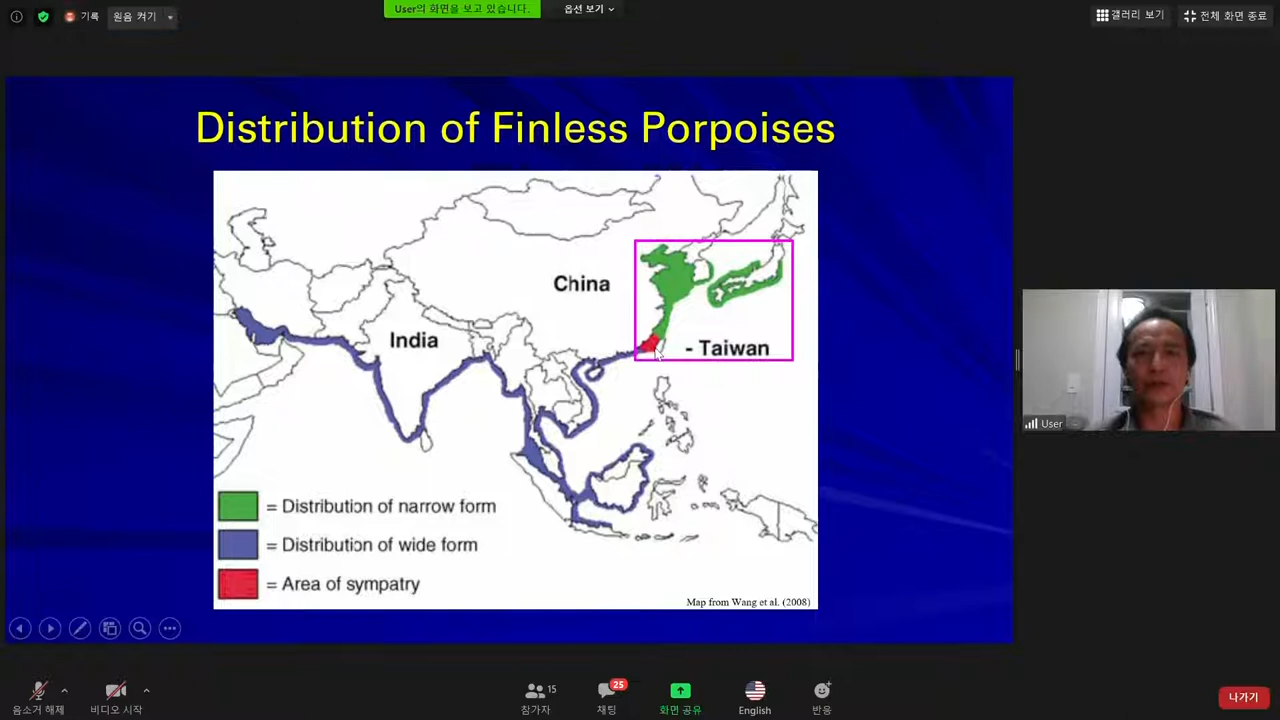 기록
원음 켜기
User의 화면을 보고 있습니다.
옵션 보기
갤러리 보기
전체 화면 종료
Distribution of Finless Porpoises
China
India
- Taiwan
= Distribution of narrow form
= Distribution of wide form
= Area of sympatry
Map from Wang et al. (2008)
User
음소거 해제
비디오 시작
15
참가자
25
채팅
화면 공유
English
반응
나가기